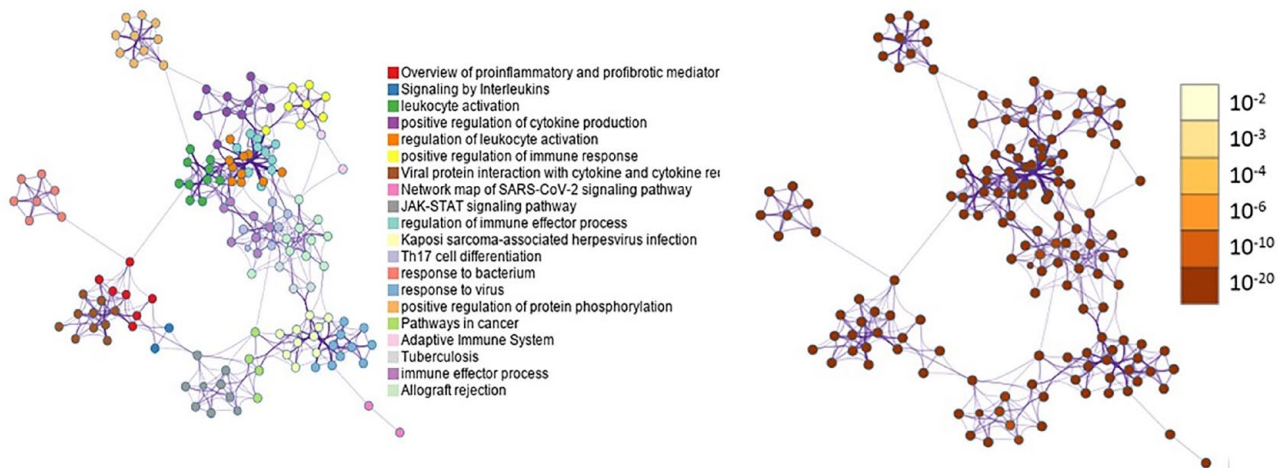 Overview of proinflammatory and profibrotic mediator
Signaling by Interleukins
leukocyte activation
positive regulation of cytokine production
regulation of leukocyte activation
positive regulation of immune response
Viral protein interaction with cytokine and cytokine re
Network map of SARS-CoV-2 signaling pathway
JAK-STAT signaling pathway
regulation of immune effector process
Kaposi sarcoma-associated herpesvirus infection
Th17 cell differentiation
response to bacterium
response to virus
positive regulation of protein phosphorylation
Pathways in cancer
Adaptive Immune System
Tuberculosis
immune effector process
Allograft rejection
10-2
10-3
10-4
10-6
10-10
10-20